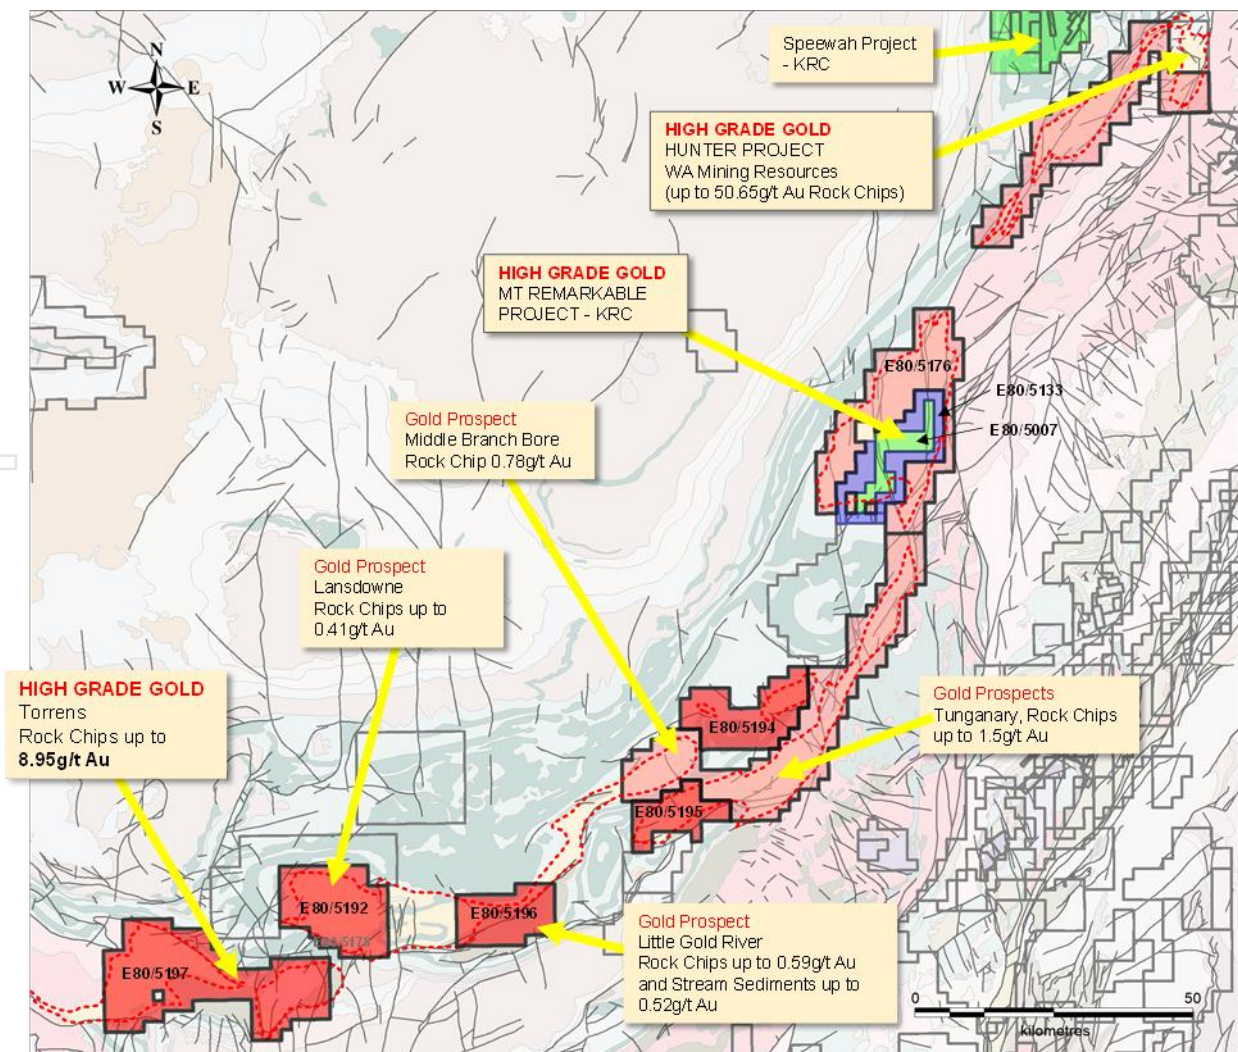 N
W E
S
Speewah Project
- KRC
HIGH GRADE GOLD
HUNTER PROJECT
WA Mining Resources
(up to 50.65g/t Au Rock Chips)
HIGH GRADE GOLD
MT REMARKABLE
PROJECT - KRC
E80/5176
E80/5133
E80/5007
Gold Prospect
Middle Branch Bore
Rock Chip 0.78g/t Au
Gold Prospect
Lansdowne
Rock Chips up to
0.41g/t Au
HIGH GRADE GOLD
Torrens
Rock Chips up to
8.95g/t Au
Gold Prospects
Tunganary, Rock Chips
up to 1.5g/t Au
E80/5194
E80/5195
E80/5192
E80/5196
E80/5178
E80/5197
Gold Prospect
Little Gold River
Rock Chips up to 0.59g/t Au
and Stream Sediments up to
0.52g/t Au
0 50
kilometres